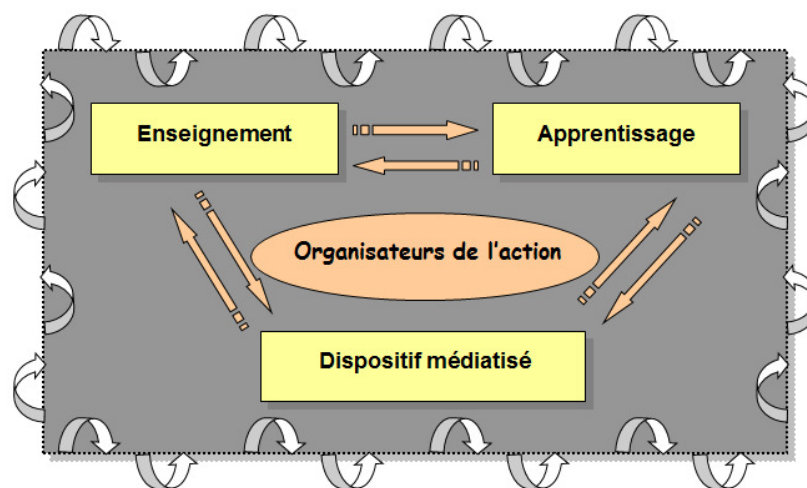 Enseignement
Apprentissage
Organisateurs de l'action
Dispositif médiatisé